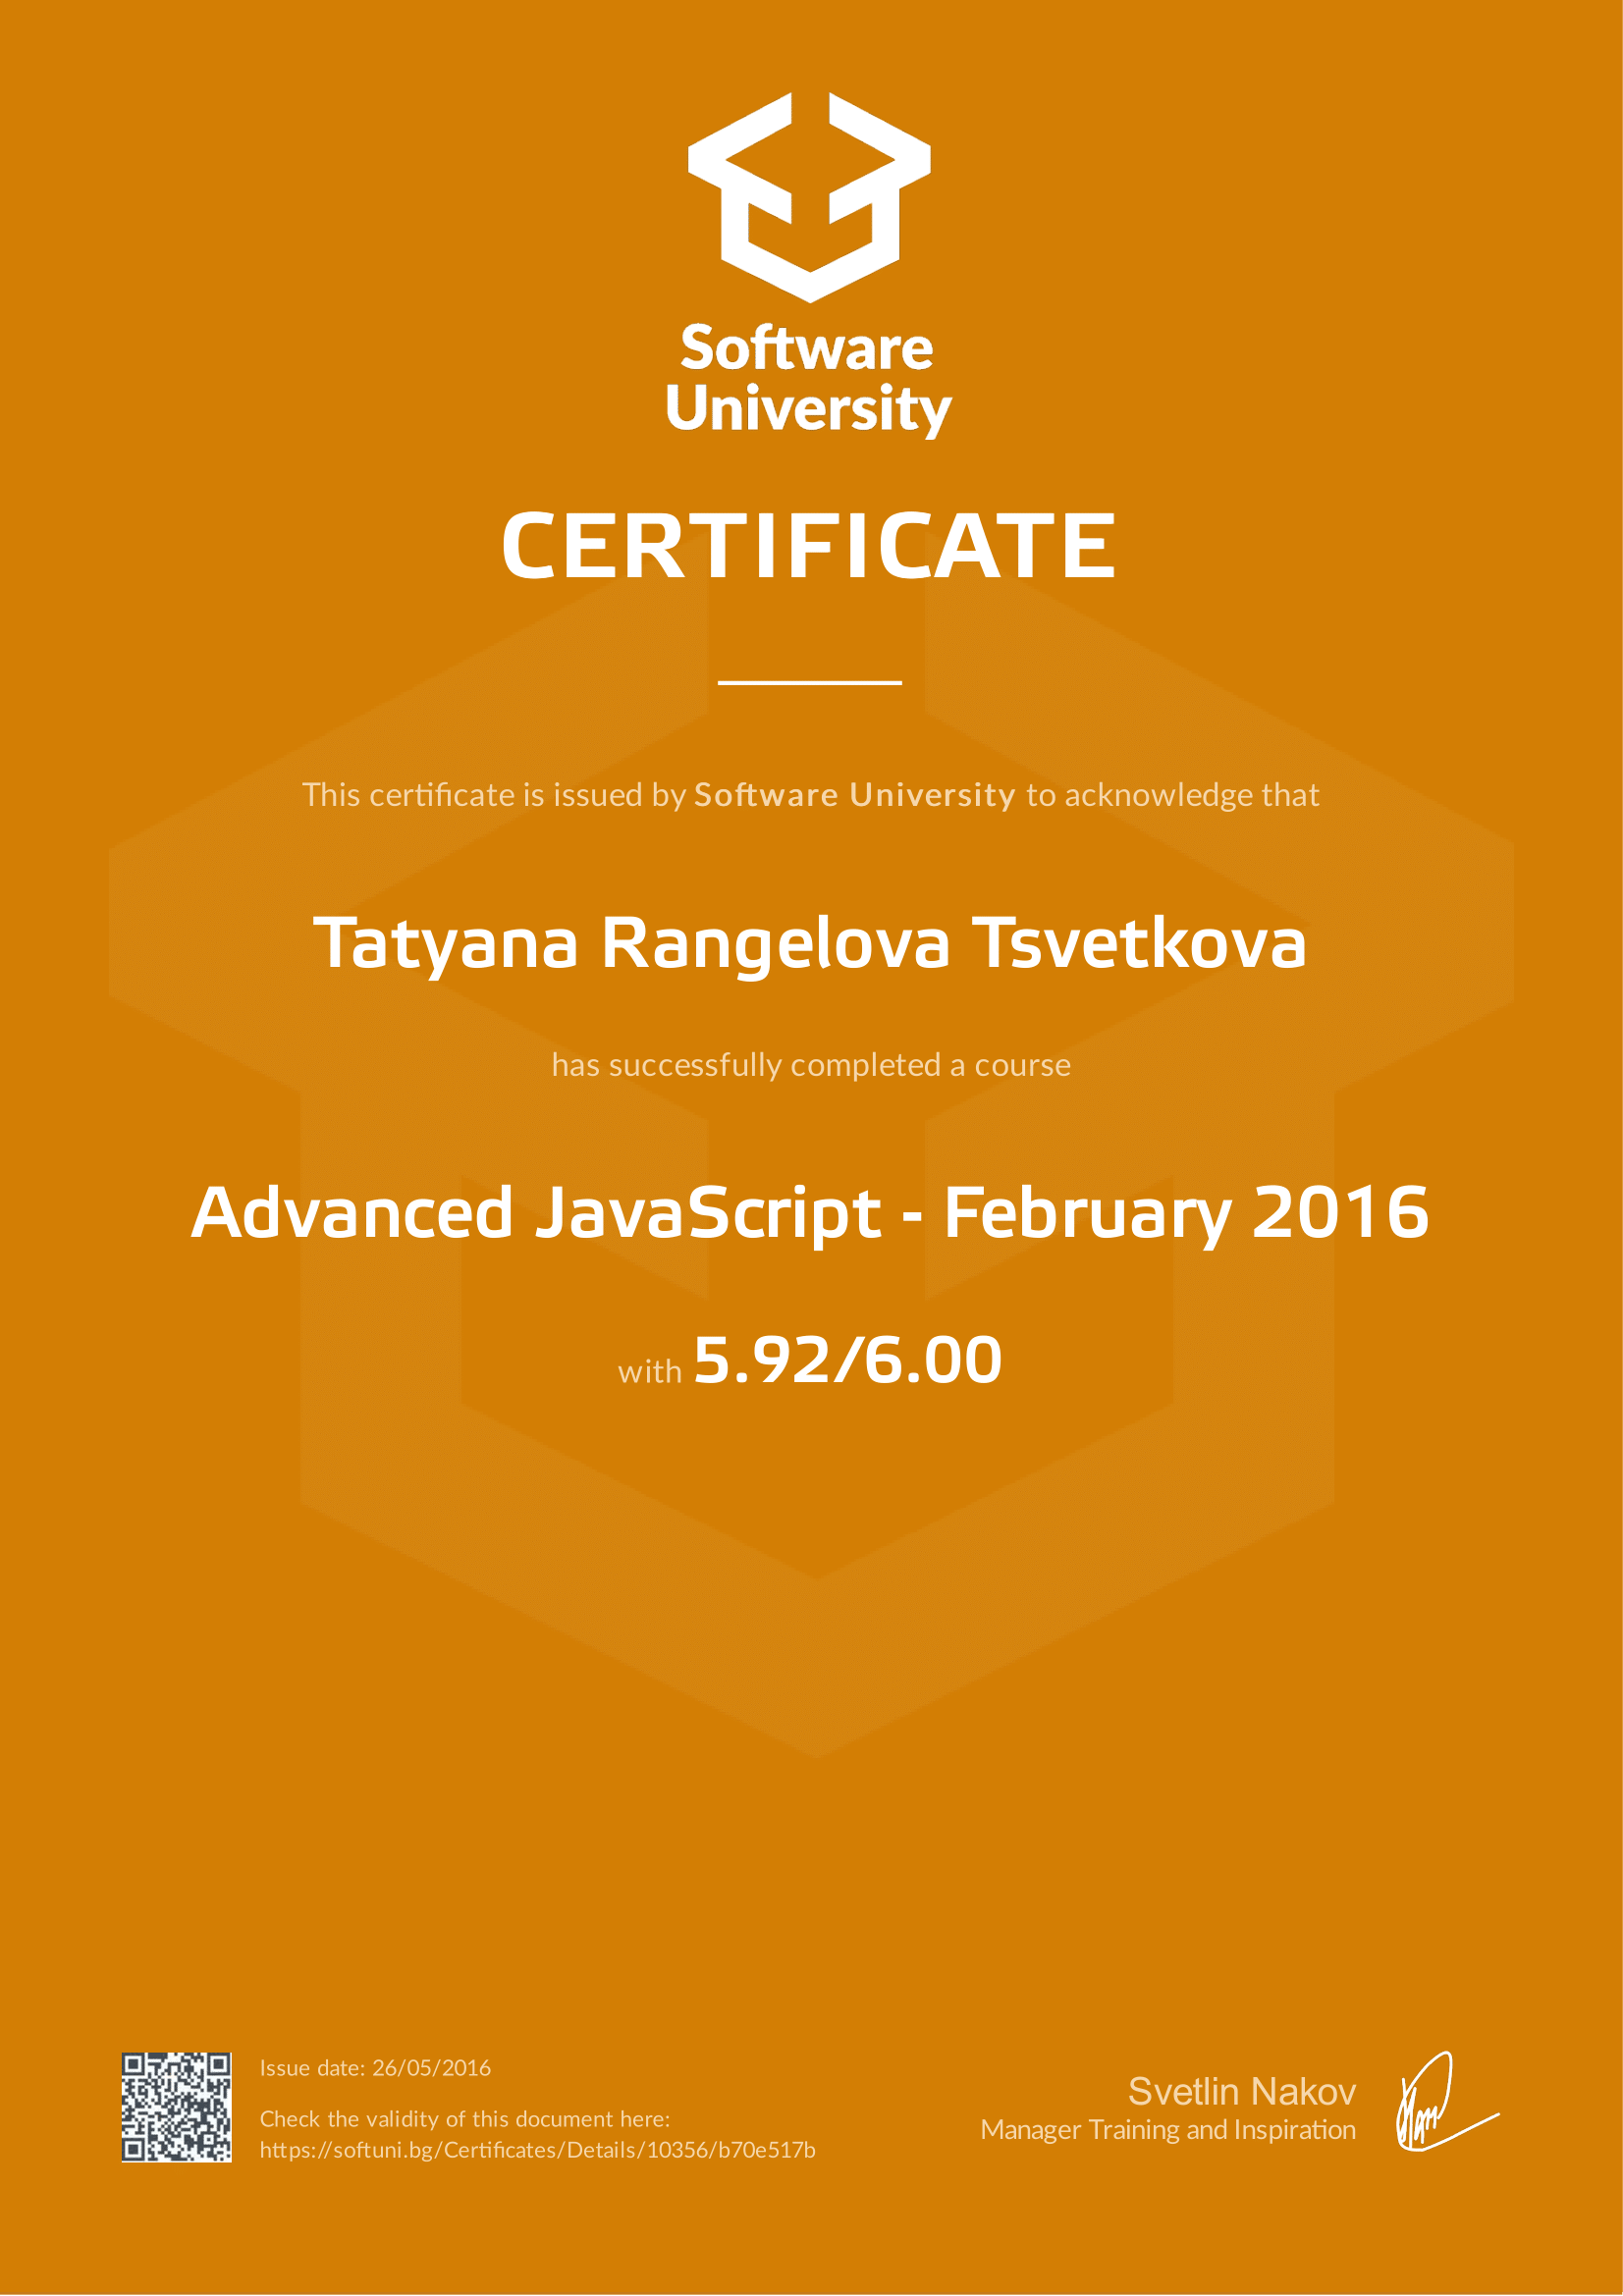 Software
University
CERTIFICATE
This certificate is issued by Software University to acknowledge that
Tatyana Rangelova Tsvetkova
has successfully completed a course
Advanced JavaScript - February 2016
with 5.92/6.00
Issue date: 26/05/2016
Check the validity of this document here:
https://softuni.bg/Certificates/Details/10356/b70e517b
Svetlin Nakov
Manager Training and Inspiration